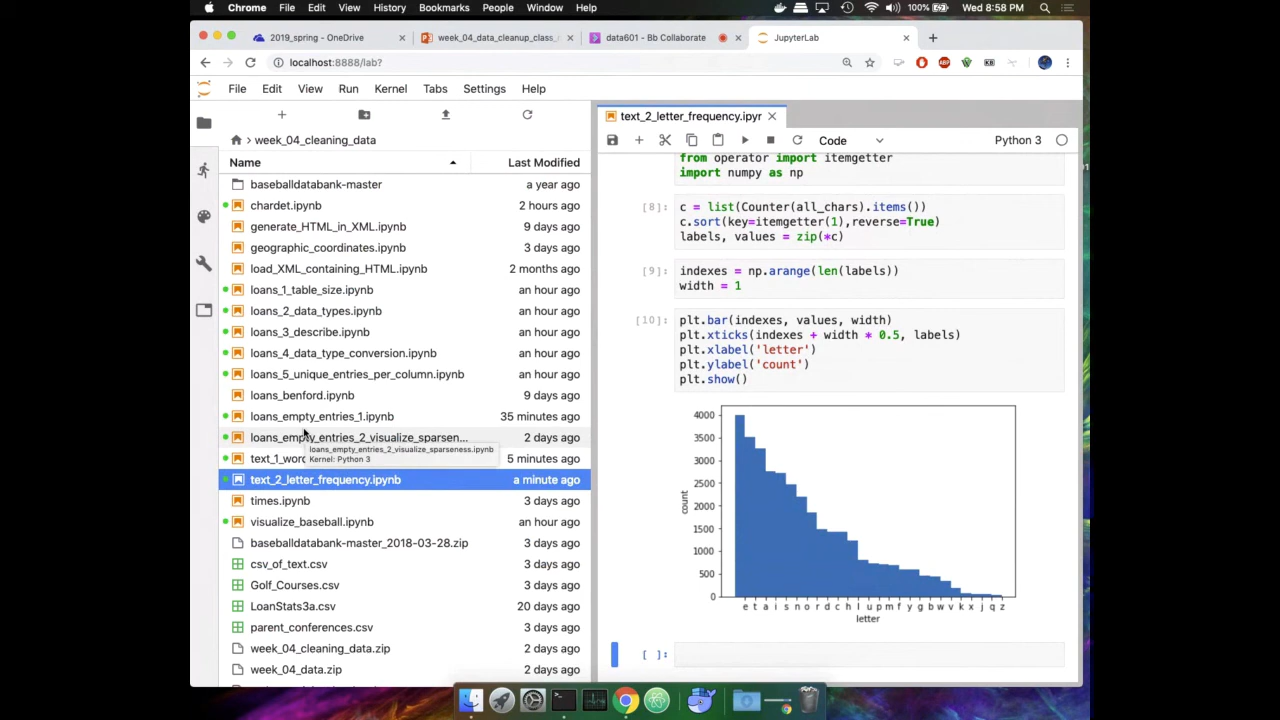 Chrome File Edit View History Bookmarks People Window Help 100% Wed 8:58 PM
2019_spring - OneDrive week_04_data_cleanup_class_ data601 - Bb Collaborate JupyterLab
localhost:8888/lab?
File Edit View Run Kernel Tabs Settings Help
week_04_cleaning_data
Name Last Modified
baseballdatabank-master a year ago
chardet.ipynb 2 hours ago
generate_HTML_in_XML.ipynb 9 days ago
geographic_coordinates.ipynb 3 days ago
load_XML_containing_HTML.ipynb 2 months ago
loans_1_table_size.ipynb an hour ago
loans_2_data_types.ipynb an hour ago
loans_3_describe.ipynb an hour ago
loans_4_data_type_conversion.ipynb an hour ago
loans_5_unique_entries_per_column.ipynb an hour ago
loans_benford.ipynb 9 days ago
loans_empty_entries_1.ipynb 35 minutes ago
loans_empty_entries_2_visualize_sparsen... 2 days ago
loans_empty_entries_2_visualize_sparseness.ipynb
Kernel: Python 3
text_1_word 5 minutes ago
text_2_letter_frequency.ipynb a minute ago
times.ipynb 3 days ago
visualize_baseball.ipynb an hour ago
baseballdatabank-master_2018-03-28.zip 3 days ago
csv_of_text.csv 3 days ago
Golf_Courses.csv 3 days ago
LoanStats3a.csv 20 days ago
parent_conferences.csv 3 days ago
week_04_data_cleaning.zip 2 days ago
week_04_data.zip 2 days ago
text_2_letter_frequency.ipyr
Code Python 3
from operator import itemgetter
import numpy as np
[8]: c = list(Counter(all_chars).items())
c.sort(key=itemgetter(1),reverse=True)
labels, values = zip(*c)
[9]: indexes = np.arange(len(labels))
width = 1
[10]: plt.bar(indexes, values, width)
plt.xticks(indexes + width * 0.5, labels)
plt.xlabel('letter')
plt.ylabel('count')
plt.show()
4000
3500
3000
2500
2000
1500
1000
500
0
count
e t a i s n o r d c h l u p m f y g b w v k x j q z
letter
[ ]: